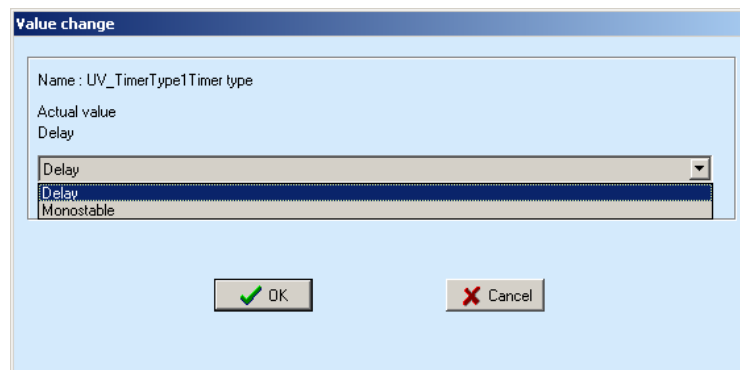 Value change
Name : UV_TimerType1Timer type
Actual value
Delay
Delay
Delay
Monostable
OK
Cancel